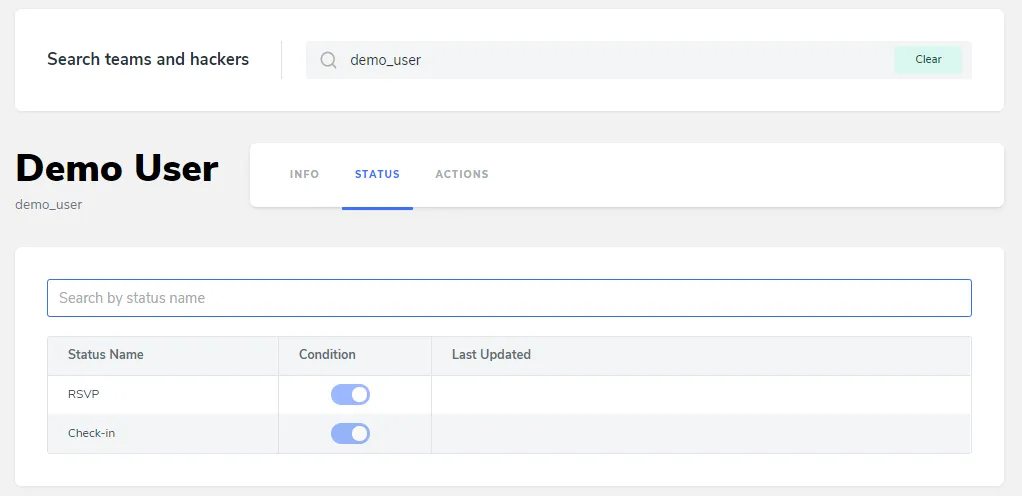 Search teams and hackers
demo_user
Clear
Demo User
demo_user
INFO
STATUS
ACTIONS
Search by status name
Status Name
Condition
Last Updated
RSVP
Check-in